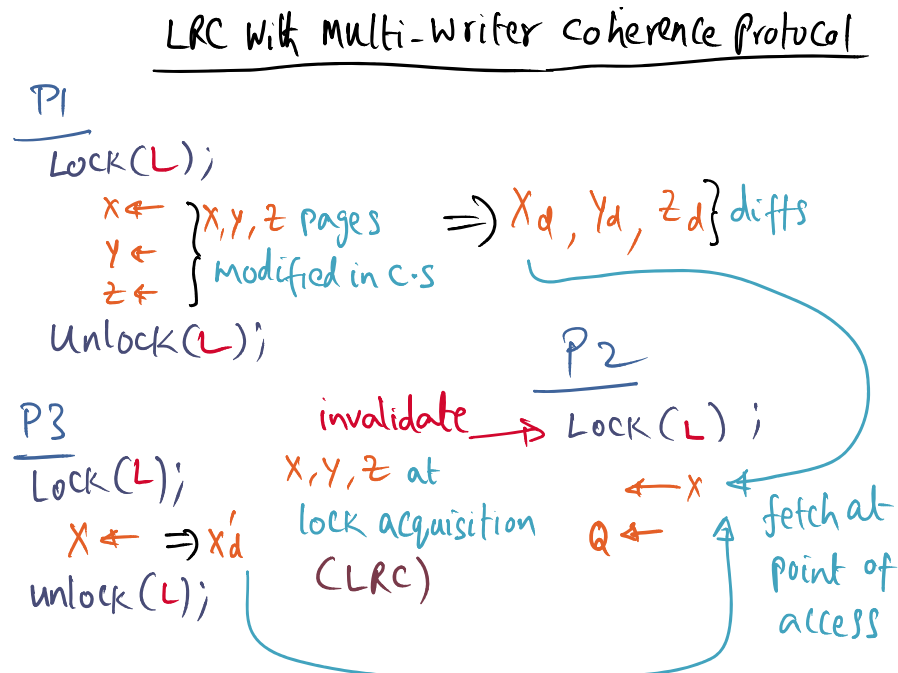 LRC With Multi-Writer Coherence Protocol
P1
Lock(L);
X ←
Y ←
Z ←
X, Y, Z pages
Modified in C.S
⇒ Xd, Yd, Zd } diffs
Unlock(L);
P2
Lock(L);
← X
Q ←
fetch at
point of
access
invalidate →
X, Y, Z at
lock acquisition
(LRC)
P3
Lock(L);
X ← ⇒ X'd
unlock(L);